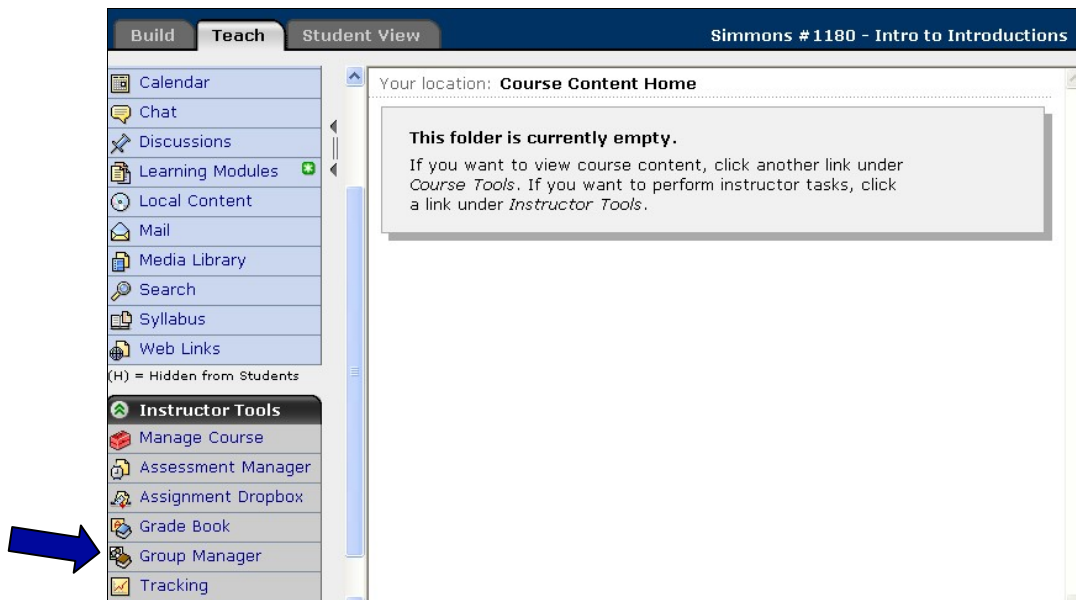 Build Teach Student View Simmons #1180 - Intro to Introductions
Calendar
Chat
Discussions
Learning Modules
Local Content
Mail
Media Library
Search
Syllabus
Web Links
(H) = Hidden from Students
Instructor Tools
Manage Course
Assessment Manager
Assignment Dropbox
Grade Book
Group Manager
Tracking
Your location: Course Content Home
This folder is currently empty.
If you want to view course content, click another link under
Course Tools. If you want to perform instructor tasks, click
a link under Instructor Tools.